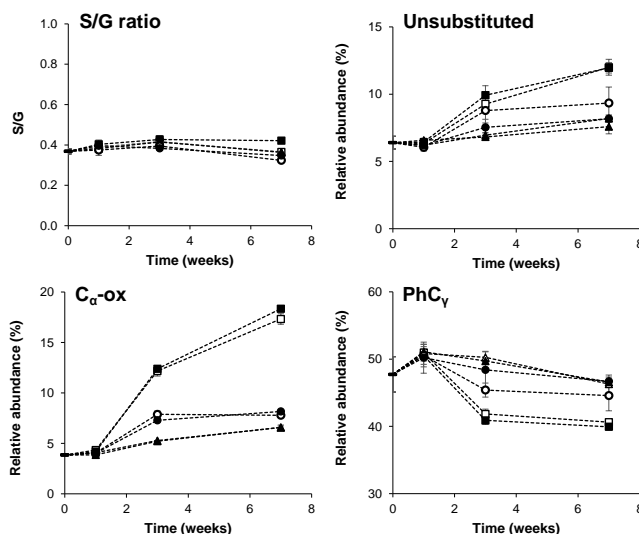 S/G ratio
S/G
1.0
0.8
0.6
0.4
0.2
0.0
0 2 4 6 8
Time (weeks)
Unsubstituted
Relative abundance (%)
15
10
5
0
0 2 4 6 8
Time (weeks)
Cα-ox
Relative abundance (%)
20
15
10
5
0
0 2 4 6 8
Time (weeks)
PhCγ
Relative abundance (%)
60
50
40
30
0 2 4 6 8
Time (weeks)